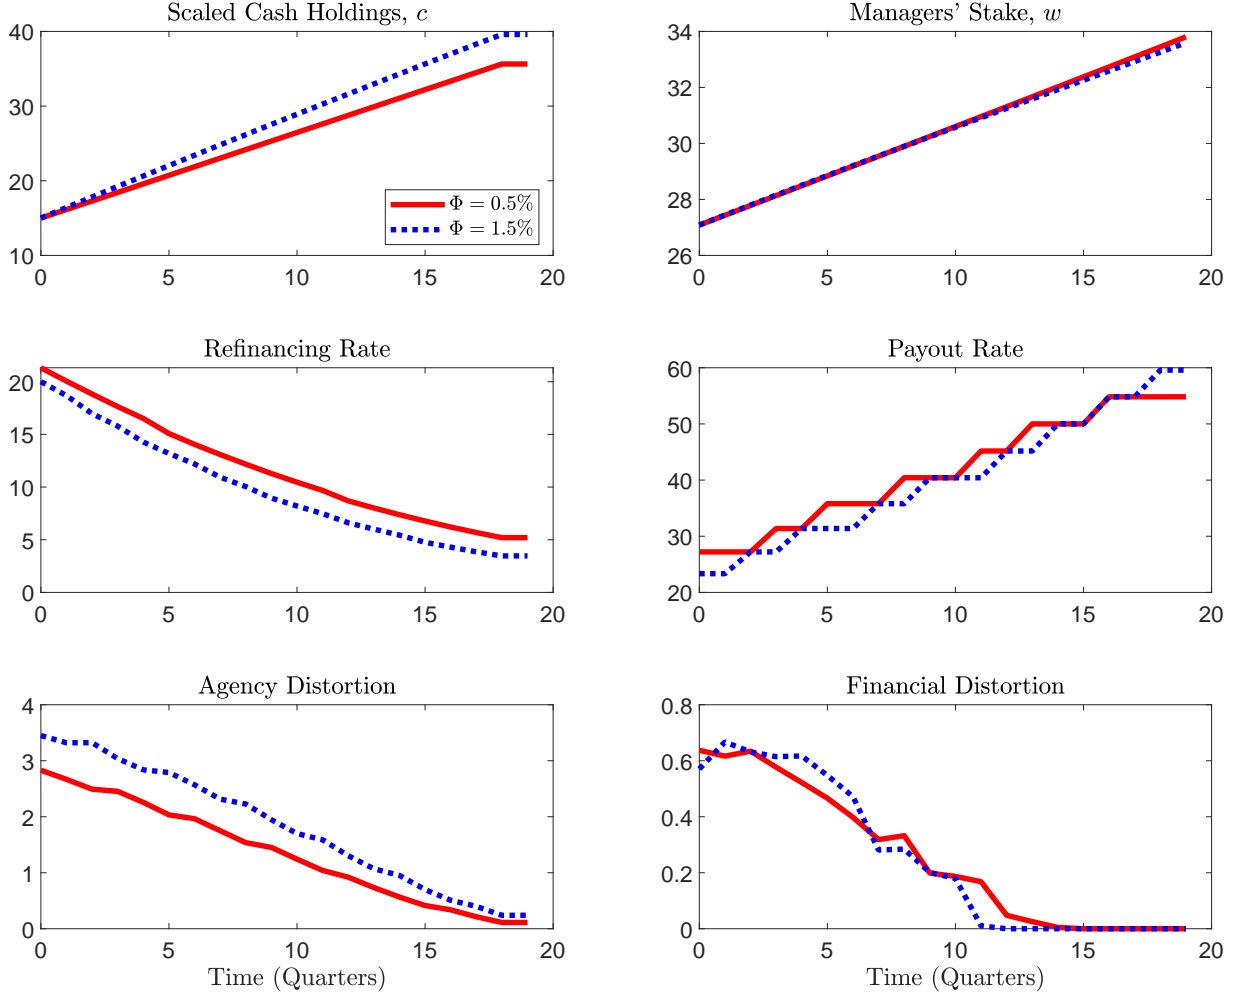 Scaled Cash Holdings, c
40
30
20
10
0 5 10 15 20
Φ = 0.5%
Φ = 1.5%
Managers' Stake, w
34
32
30
28
26
0 5 10 15 20
Refinancing Rate
20
15
10
5
0
0 5 10 15 20
Payout Rate
60
50
40
30
20
0 5 10 15 20
Agency Distortion
4
3
2
1
0
0 5 10 15 20
Time (Quarters)
Financial Distortion
0.8
0.6
0.4
0.2
0
0 5 10 15 20
Time (Quarters)